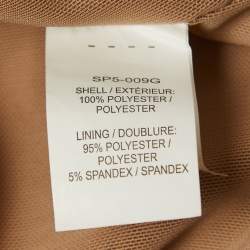 SP5-009G
SHELL / EXTÉRIEUR:
100% POLYESTER /
POLYESTER
LINING / DOUBLURE:
95% POLYESTER /
POLYESTER
5% SPANDEX / SPANDEX